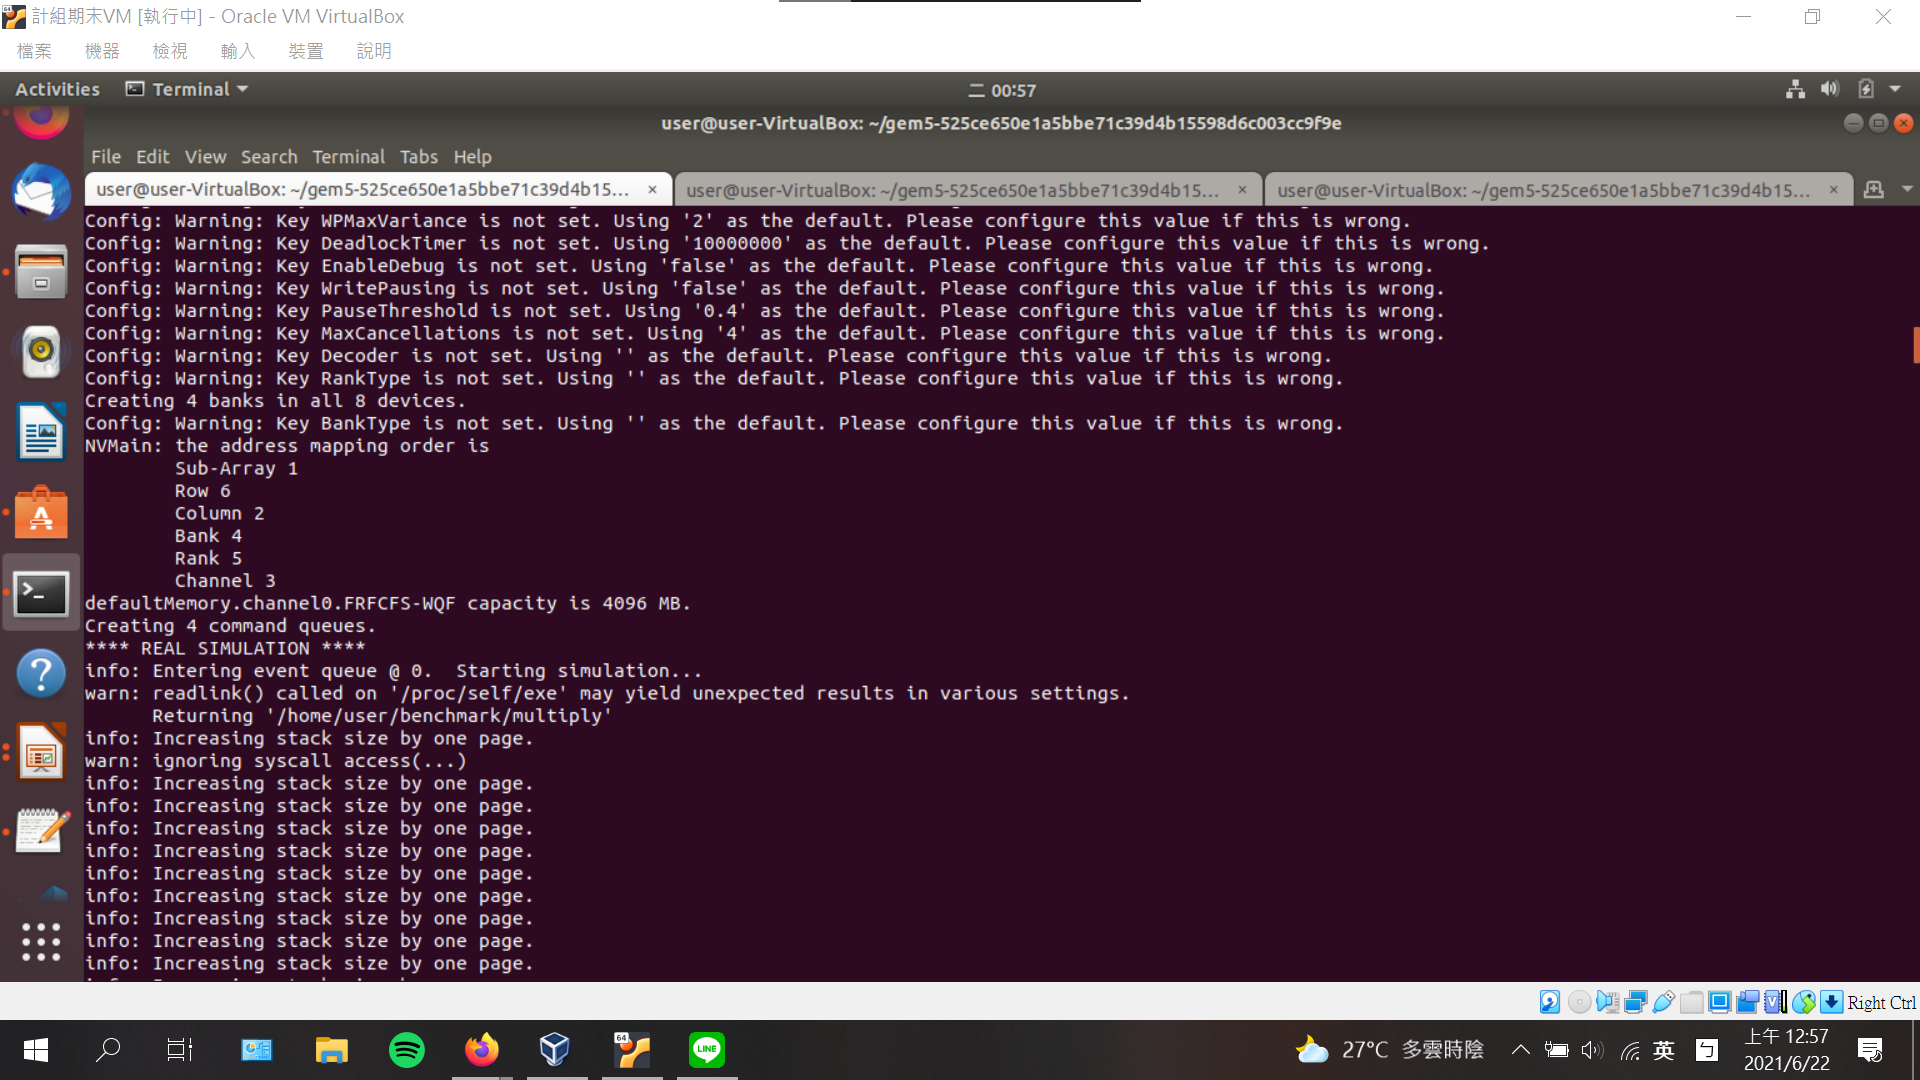 計組期末VM [執行中] - Oracle VM VirtualBox
檔案 機器 檢視 輸入 裝置 說明
Activities Terminal 二 00:57
user@user-VirtualBox: ~/gem5-525ce650e1a5bbe71c39d4b15598d6c003cc9f9e
File Edit View Search Terminal Tabs Help
user@user-VirtualBox: ~/gem5-525ce650e1a5bbe71c39d4b15... × user@user-VirtualBox: ~/gem5-525ce650e1a5bbe71c39d4b15... × user@user-VirtualBox: ~/gem5-525ce650e1a5bbe71c39d4b15... ×
Config: Warning: Key WPMaxVariance is not set. Using '2' as the default. Please configure this value if this is wrong.
Config: Warning: Key DeadlockTimer is not set. Using '10000000' as the default. Please configure this value if this is wrong.
Config: Warning: Key EnableDebug is not set. Using 'false' as the default. Please configure this value if this is wrong.
Config: Warning: Key WritePausing is not set. Using 'false' as the default. Please configure this value if this is wrong.
Config: Warning: Key PauseThreshold is not set. Using '0.4' as the default. Please configure this value if this is wrong.
Config: Warning: Key MaxCancellations is not set. Using '4' as the default. Please configure this value if this is wrong.
Config: Warning: Key Decoder is not set. Using '' as the default. Please configure this value if this is wrong.
Config: Warning: Key RankType is not set. Using '' as the default. Please configure this value if this is wrong.
Creating 4 banks in all 8 devices.
Config: Warning: Key BankType is not set. Using '' as the default. Please configure this value if this is wrong.
NVMain: the address mapping order is
Sub-Array 1
Row 6
Column 2
Bank 4
Rank 5
Channel 3
defaultMemory.channel0.FRFCFS-WQF capacity is 4096 MB.
Creating 4 command queues.
**** REAL SIMULATION ****
info: Entering event queue @ 0.  Starting simulation...
warn: readlink() called on '/proc/self/exe' may yield unexpected results in various settings.
Returning '/home/user/benchmark/multiply'
info: Increasing stack size by one page.
warn: ignoring syscall access(...)
info: Increasing stack size by one page.
info: Increasing stack size by one page.
info: Increasing stack size by one page.
info: Increasing stack size by one page.
info: Increasing stack size by one page.
info: Increasing stack size by one page.
info: Increasing stack size by one page.
info: Increasing stack size by one page.
info: Increasing stack size by one page.
Right Ctrl
64
LINE
27°C 多雲時陰
英
ㄅ
上午 12:57
2021/6/22